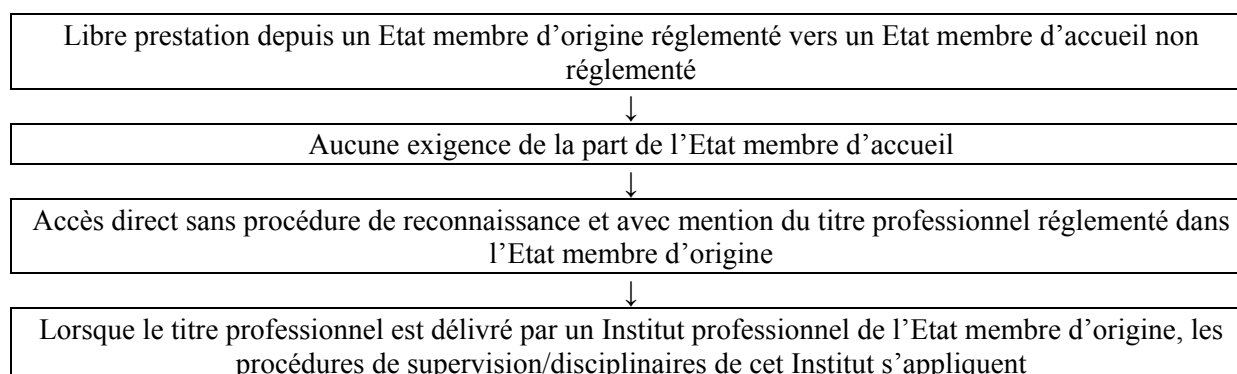 Libre prestation depuis un Etat membre d’origine réglementé vers un Etat membre d’accueil non
réglementé
↓
Aucune exigence de la part de l’Etat membre d’accueil
↓
Accès direct sans procédure de reconnaissance et avec mention du titre professionnel réglementé dans
l’Etat membre d’origine
↓
Lorsque le titre professionnel est délivré par un Institut professionnel de l’Etat membre d’origine, les
procédures de supervision/disciplinaires de cet Institut s’appliquent